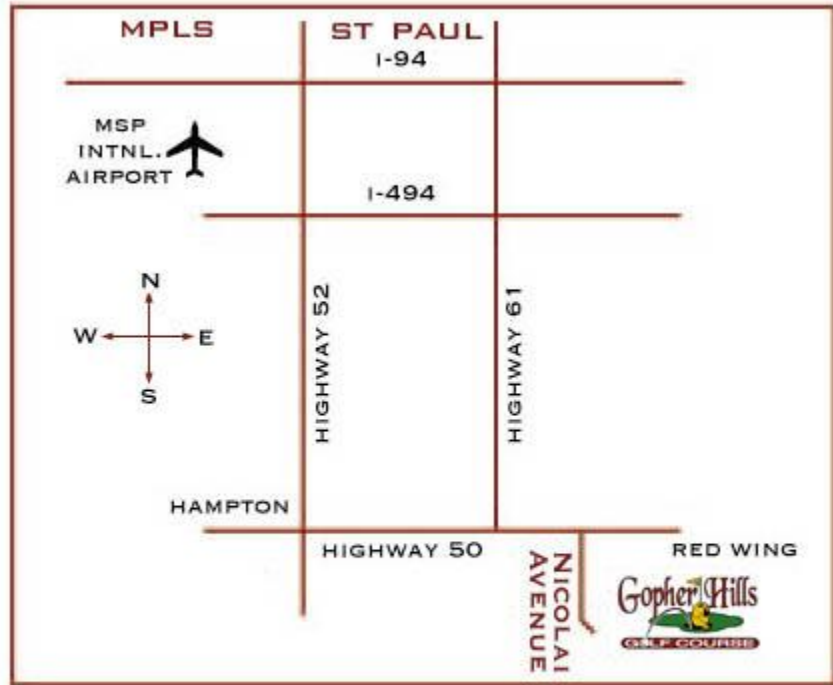 MPLS
ST PAUL
I-94
MSP
INTNL.
AIRPORT
I-494
N
W
E
S
HIGHWAY 52
HIGHWAY 61
HAMPTON
HIGHWAY 50
NICOLAI
AVENUE
RED WING
Gopher Hills
GOLF COURSE